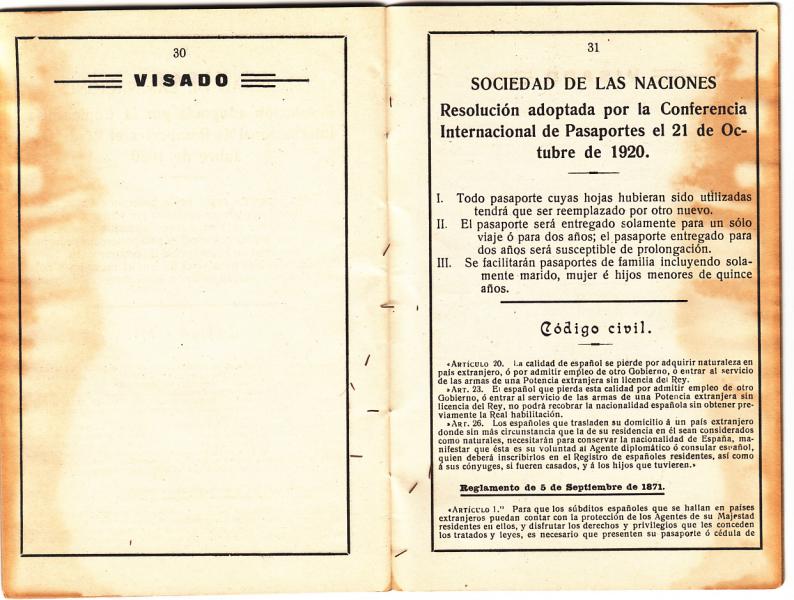 30
VISADO
31
SOCIEDAD DE LAS NACIONES
Resolución adoptada por la Conferencia
Internacional de Pasaportes el 21 de Oc-
tubre de 1920.
I. Todo pasaporte cuyas hojas hubieran sido utilizadas
tendrá que ser reemplazado por otro nuevo.
II. El pasaporte será entregado solamente para un sólo
viaje ó para dos años; el pasaporte entregado para
dos años será susceptible de prolongación.
III. Se facilitarán pasaportes de familia incluyendo sola-
mente marido, mujer é hijos menores de quince
años.
Código civil.
«ARTÍCULO 20. La calidad de español se pierde por adquirir naturaleza en
país extranjero, ó por admitir empleo de otro Gobierno, ó entrar al servicio
de las armas de una Potencia extranjera sin licencia del Rey.
»ART. 23. El español que pierda esta calidad por admitir empleo de otro
Gobierno, ó entrar al servicio de las armas de una Potencia extranjera sin
licencia del Rey, no podrá recobrar la nacionalidad española sin obtener pre-
viamente la Real habilitación.
»ART. 26. Los españoles que trasladen su domicilio á un país extranjero
donde sin más circunstancia que la de su residencia en él sean considerados
como naturales, necesitarán para conservar la nacionalidad de España, ma-
nifestar que ésta es su voluntad al Agente diplomático ó consular español,
quien deberá inscribirlos en el Registro de españoles residentes, así como
á sus cónyuges, si fueren casados, y á los hijos que tuvieren.»
Reglamento de 5 de Septiembre de 1871.
«ARTÍCULO 1.º Para que los súbditos españoles que se hallan en países
extranjeros puedan contar con la protección de los Agentes de su Majestad
residentes en ellos, y disfrutar los derechos y privilegios que les conceden
los tratados y leyes, es necesario que presenten su pasaporte ó cédula de